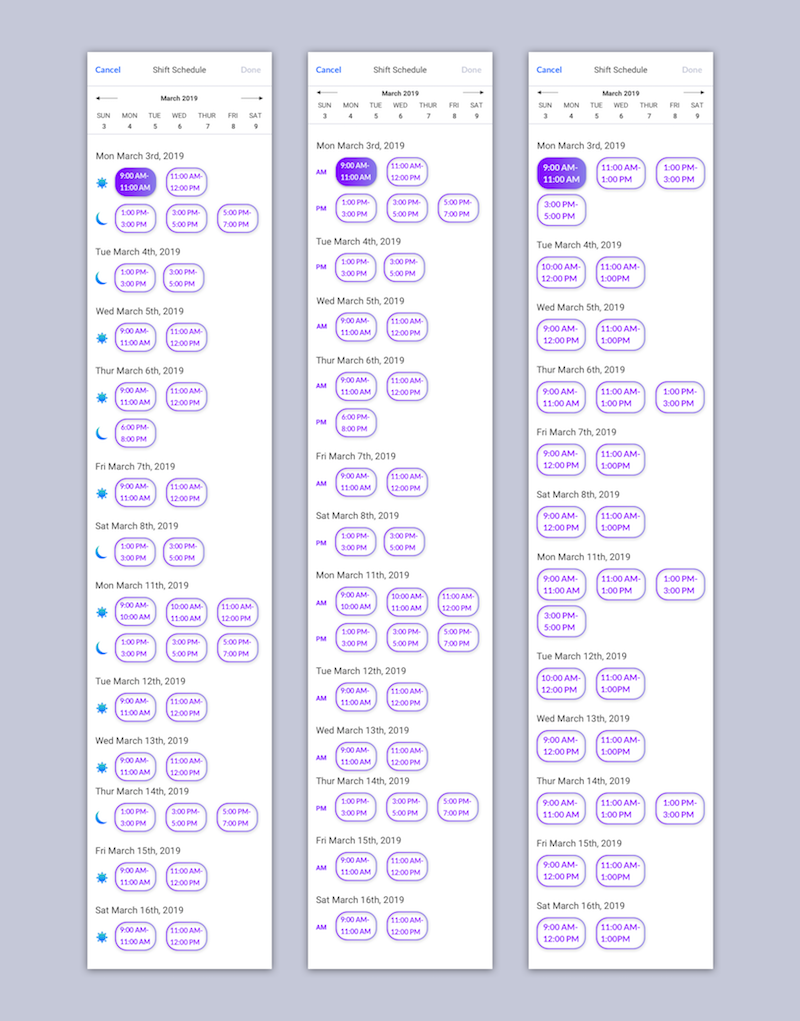 Cancel Shift Schedule Done
March 2019
SUN MON TUE WED THUR FRI SAT
3 4 5 6 7 8 9
Mon March 3rd, 2019
9:00 AM- 11:00 AM-
11:00 AM 12:00 PM
1:00 PM- 3:00 PM- 5:00 PM-
3:00 PM 5:00 PM 7:00 PM
Tue March 4th, 2019
1:00 PM- 3:00 PM-
3:00 PM 5:00 PM
Wed March 5th, 2019
9:00 AM- 11:00 AM-
11:00 AM 12:00 PM
Thur March 6th, 2019
9:00 AM- 11:00 AM-
11:00 AM 12:00 PM
6:00 PM-
8:00 PM
Fri March 7th, 2019
9:00 AM- 11:00 AM-
11:00 AM 12:00 PM
Sat March 8th, 2019
1:00 PM- 3:00 PM-
3:00 PM 5:00 PM
Mon March 11th, 2019
9:00 AM- 10:00 AM- 11:00 AM-
10:00 AM 11:00 AM 12:00 PM
1:00 PM- 3:00 PM- 5:00 PM-
3:00 PM 5:00 PM 7:00 PM
Tue March 12th, 2019
9:00 AM- 11:00 AM-
11:00 AM 12:00 PM
Wed March 13th, 2019
9:00 AM- 11:00 AM-
11:00 AM 12:00 PM
Thur March 14th, 2019
1:00 PM- 3:00 PM- 5:00 PM-
3:00 PM 5:00 PM 7:00 PM
Fri March 15th, 2019
9:00 AM- 11:00 AM-
11:00 AM 12:00 PM
Sat March 16th, 2019
9:00 AM- 11:00 AM-
11:00 AM 12:00 PM
Cancel Shift Schedule Done
March 2019
SUN MON TUE WED THUR FRI SAT
3 4 5 6 7 8 9
Mon March 3rd, 2019
AM 9:00 AM- 11:00 AM-
11:00 AM 12:00 PM
PM 1:00 PM- 3:00 PM- 5:00 PM-
3:00 PM 5:00 PM 7:00 PM
Tue March 4th, 2019
PM 1:00 PM- 3:00 PM-
3:00 PM 5:00 PM
Wed March 5th, 2019
AM 9:00 AM- 11:00 AM-
11:00 AM 12:00 PM
Thur March 6th, 2019
AM 9:00 AM- 11:00 AM-
11:00 AM 12:00 PM
PM 6:00 PM-
8:00 PM
Fri March 7th, 2019
AM 9:00 AM- 11:00 AM-
11:00 AM 12:00 PM
Sat March 8th, 2019
PM 1:00 PM- 3:00 PM-
3:00 PM 5:00 PM
Mon March 11th, 2019
AM 9:00 AM- 10:00 AM- 11:00 AM-
10:00 AM 11:00 AM 12:00 PM
PM 1:00 PM- 3:00 PM- 5:00 PM-
3:00 PM 5:00 PM 7:00 PM
Tue March 12th, 2019
AM 9:00 AM- 11:00 AM-
11:00 AM 12:00 PM
Wed March 13th, 2019
AM 9:00 AM- 11:00 AM-
11:00 AM 12:00 PM
Thur March 14th, 2019
PM 1:00 PM- 3:00 PM- 5:00 PM-
3:00 PM 5:00 PM 7:00 PM
Fri March 15th, 2019
AM 9:00 AM- 11:00 AM-
11:00 AM 12:00 PM
Sat March 16th, 2019
AM 9:00 AM- 11:00 AM-
11:00 AM 12:00 PM
Cancel Shift Schedule Done
March 2019
SUN MON TUE WED THUR FRI SAT
3 4 5 6 7 8 9
Mon March 3rd, 2019
9:00 AM- 11:00 AM- 1:00 PM-
11:00 AM 1:00 PM 3:00 PM
3:00 PM-
5:00 PM
Tue March 4th, 2019
10:00 AM- 11:00 AM-
12:00 PM 1:00PM
Wed March 5th, 2019
9:00 AM- 11:00 AM-
12:00 PM 1:00PM
Thur March 6th, 2019
9:00 AM- 11:00 AM- 1:00 PM-
11:00 AM 1:00 PM 3:00 PM
Fri March 7th, 2019
9:00 AM- 11:00 AM-
12:00 PM 1:00PM
Sat March 8th, 2019
9:00 AM- 11:00 AM-
12:00 PM 1:00PM
Mon March 11th, 2019
9:00 AM- 11:00 AM- 1:00 PM-
11:00 AM 1:00 PM 3:00 PM
3:00 PM-
5:00 PM
Tue March 12th, 2019
10:00 AM- 11:00 AM-
12:00 PM 1:00PM
Wed March 13th, 2019
9:00 AM- 11:00 AM-
12:00 PM 1:00PM
Thur March 14th, 2019
9:00 AM- 11:00 AM- 1:00 PM-
11:00 AM 1:00 PM 3:00 PM
Fri March 15th, 2019
9:00 AM- 11:00 AM-
12:00 PM 1:00PM
Sat March 16th, 2019
9:00 AM- 11:00 AM-
12:00 PM 1:00PM